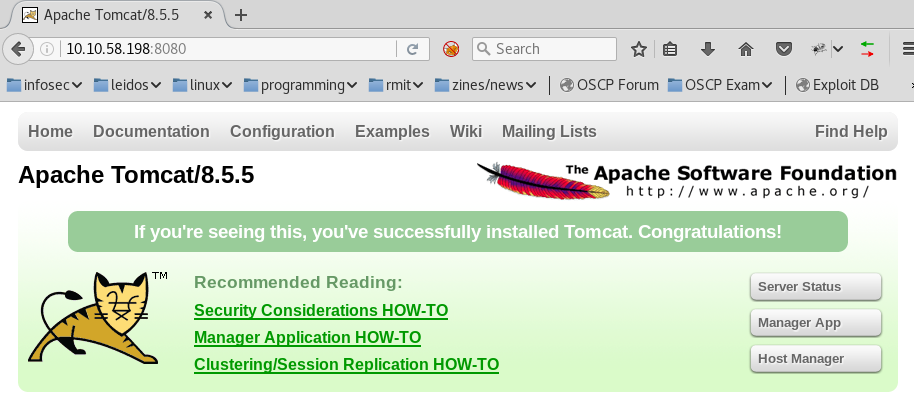 Apache Tomcat/8.5.5
10.10.58.198:8080
Search
infosec leidos linux programming rmit zines/news OSCP Forum OSCP Exam Exploit DB
Home Documentation Configuration Examples Wiki Mailing Lists Find Help
Apache Tomcat/8.5.5
The Apache Software Foundation
http://www.apache.org/
If you're seeing this, you've successfully installed Tomcat. Congratulations!
TM
Recommended Reading:
Security Considerations HOW-TO
Manager Application HOW-TO
Clustering/Session Replication HOW-TO
Server Status
Manager App
Host Manager